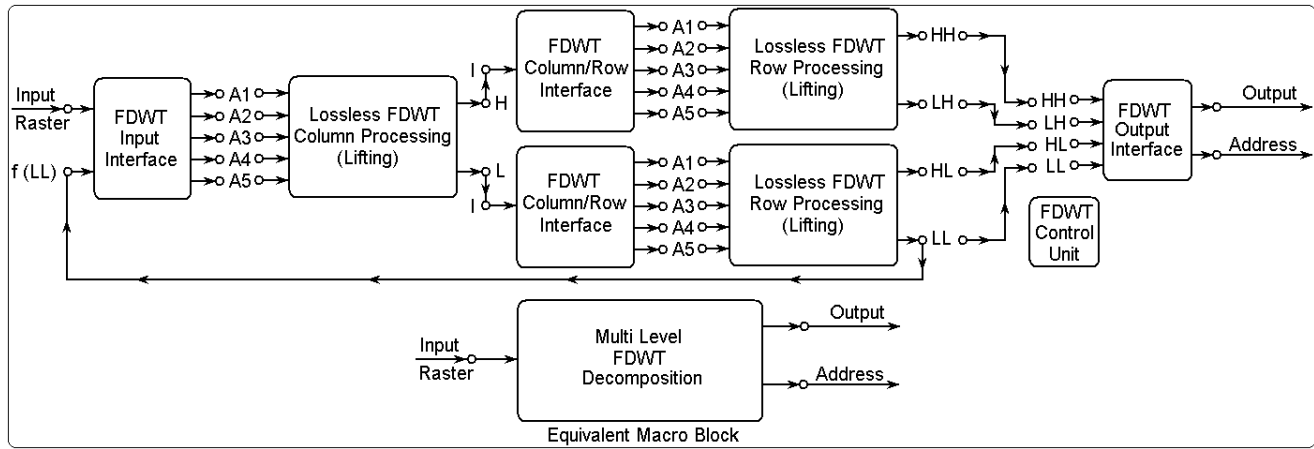 Input
Raster
f (LL)
FDWT
Input
Interface
A1
A2
A3
A4
A5
Lossless FDWT
Column Processing
(Lifting)
H
I
L
I
FDWT
Column/Row
Interface
A1
A2
A3
A4
A5
Lossless FDWT
Row Processing
(Lifting)
HH
LH
FDWT
Column/Row
Interface
A1
A2
A3
A4
A5
Lossless FDWT
Row Processing
(Lifting)
HL
LL
HH
LH
HL
LL
FDWT
Output
Interface
Output
Address
FDWT
Control
Unit
Input
Raster
Multi Level
FDWT
Decomposition
Output
Address
Equivalent Macro Block